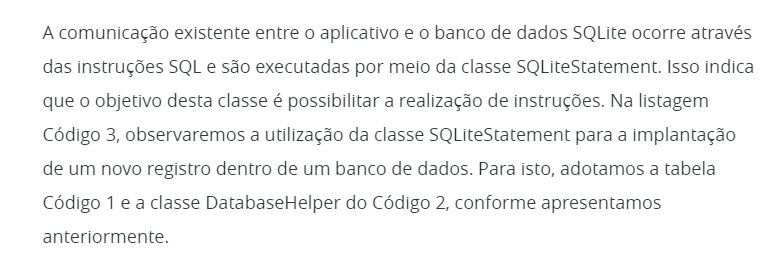 A comunicação existente entre o aplicativo e o banco de dados SQLite ocorre através
das instruções SQL e são executadas por meio da classe SQLiteStatement. Isso indica
que o objetivo desta classe é possibilitar a realização de instruções. Na listagem
Código 3, observaremos a utilização da classe SQLiteStatement para a implantação
de um novo registro dentro de um banco de dados. Para isto, adotamos a tabela
Código 1 e a classe DatabaseHelper do Código 2, conforme apresentamos
anteriormente.